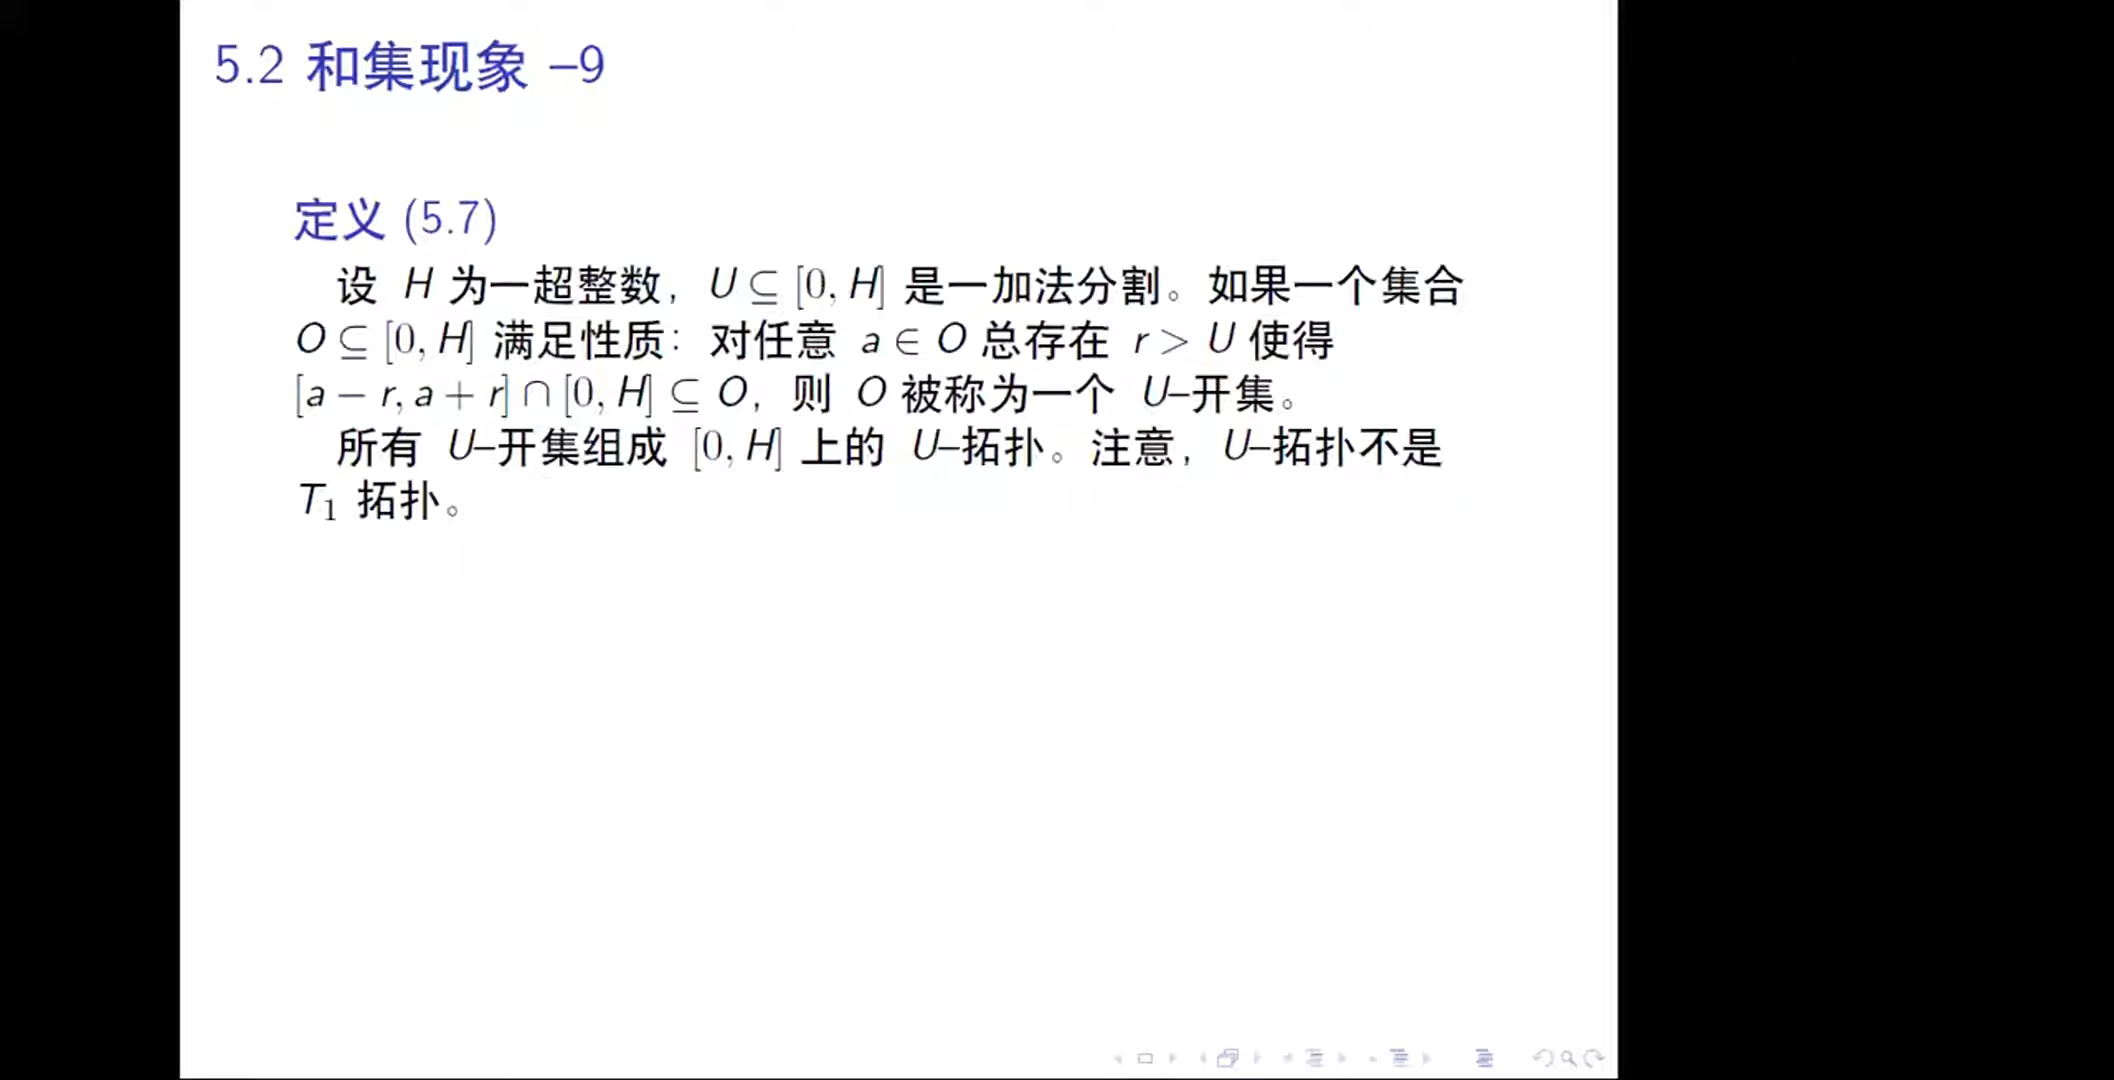 5.2 和集现象 –9
定义 (5.7)
设 H 为一超整数，U ⊆ [0, H] 是一加法分割。如果一个集合
O ⊆ [0, H] 满足性质：对任意 a ∈ O 总存在 r > U 使得
[a − r, a + r] ∩ [0, H] ⊆ O，则 O 被称为一个 U–开集。
所有 U–开集组成 [0, H] 上的 U–拓扑。注意，U–拓扑不是
T₁ 拓扑。